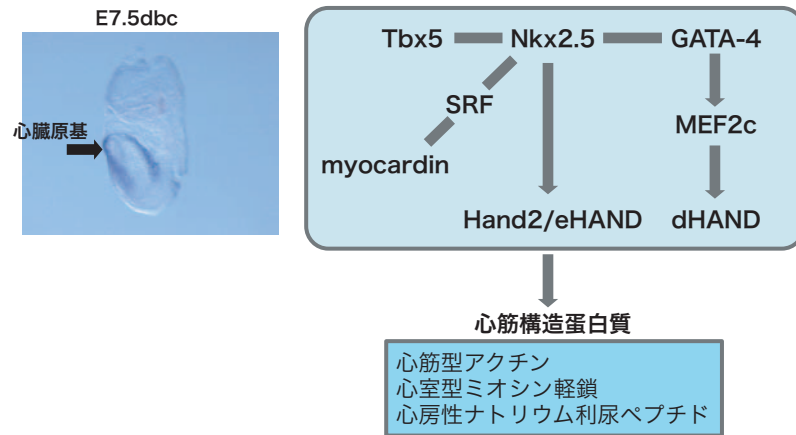 E7.5dbc
心臓原基
Tbx5 Nkx2.5 GATA-4
SRF
MEF2c
myocardin
Hand2/eHAND dHAND
心筋構造蛋白質
心筋型アクチン
心室型ミオシン軽鎖
心房性ナトリウム利尿ペプチド